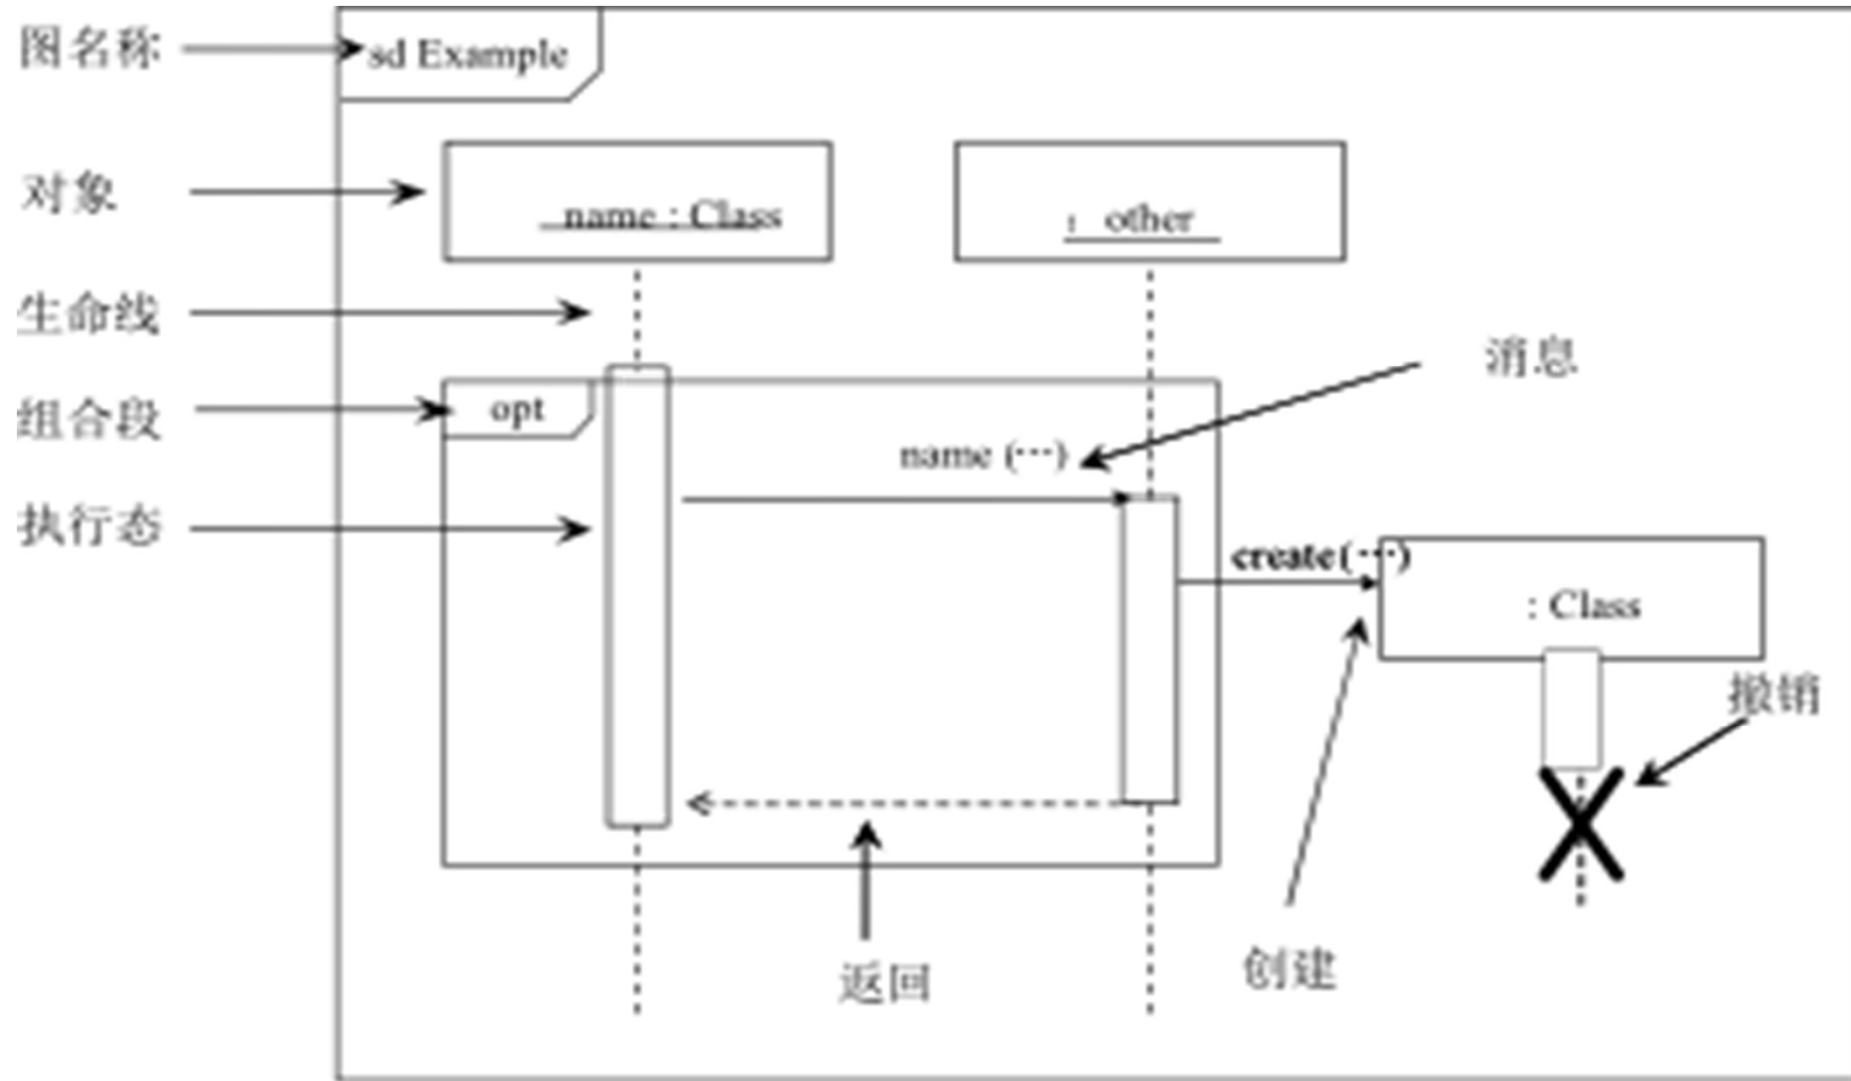 图名称
sd Example
对象
name : Class
: other
生命线
消息
组合段
opt
name (···)
执行态
create(···)
: Class
撤销
返回
创建